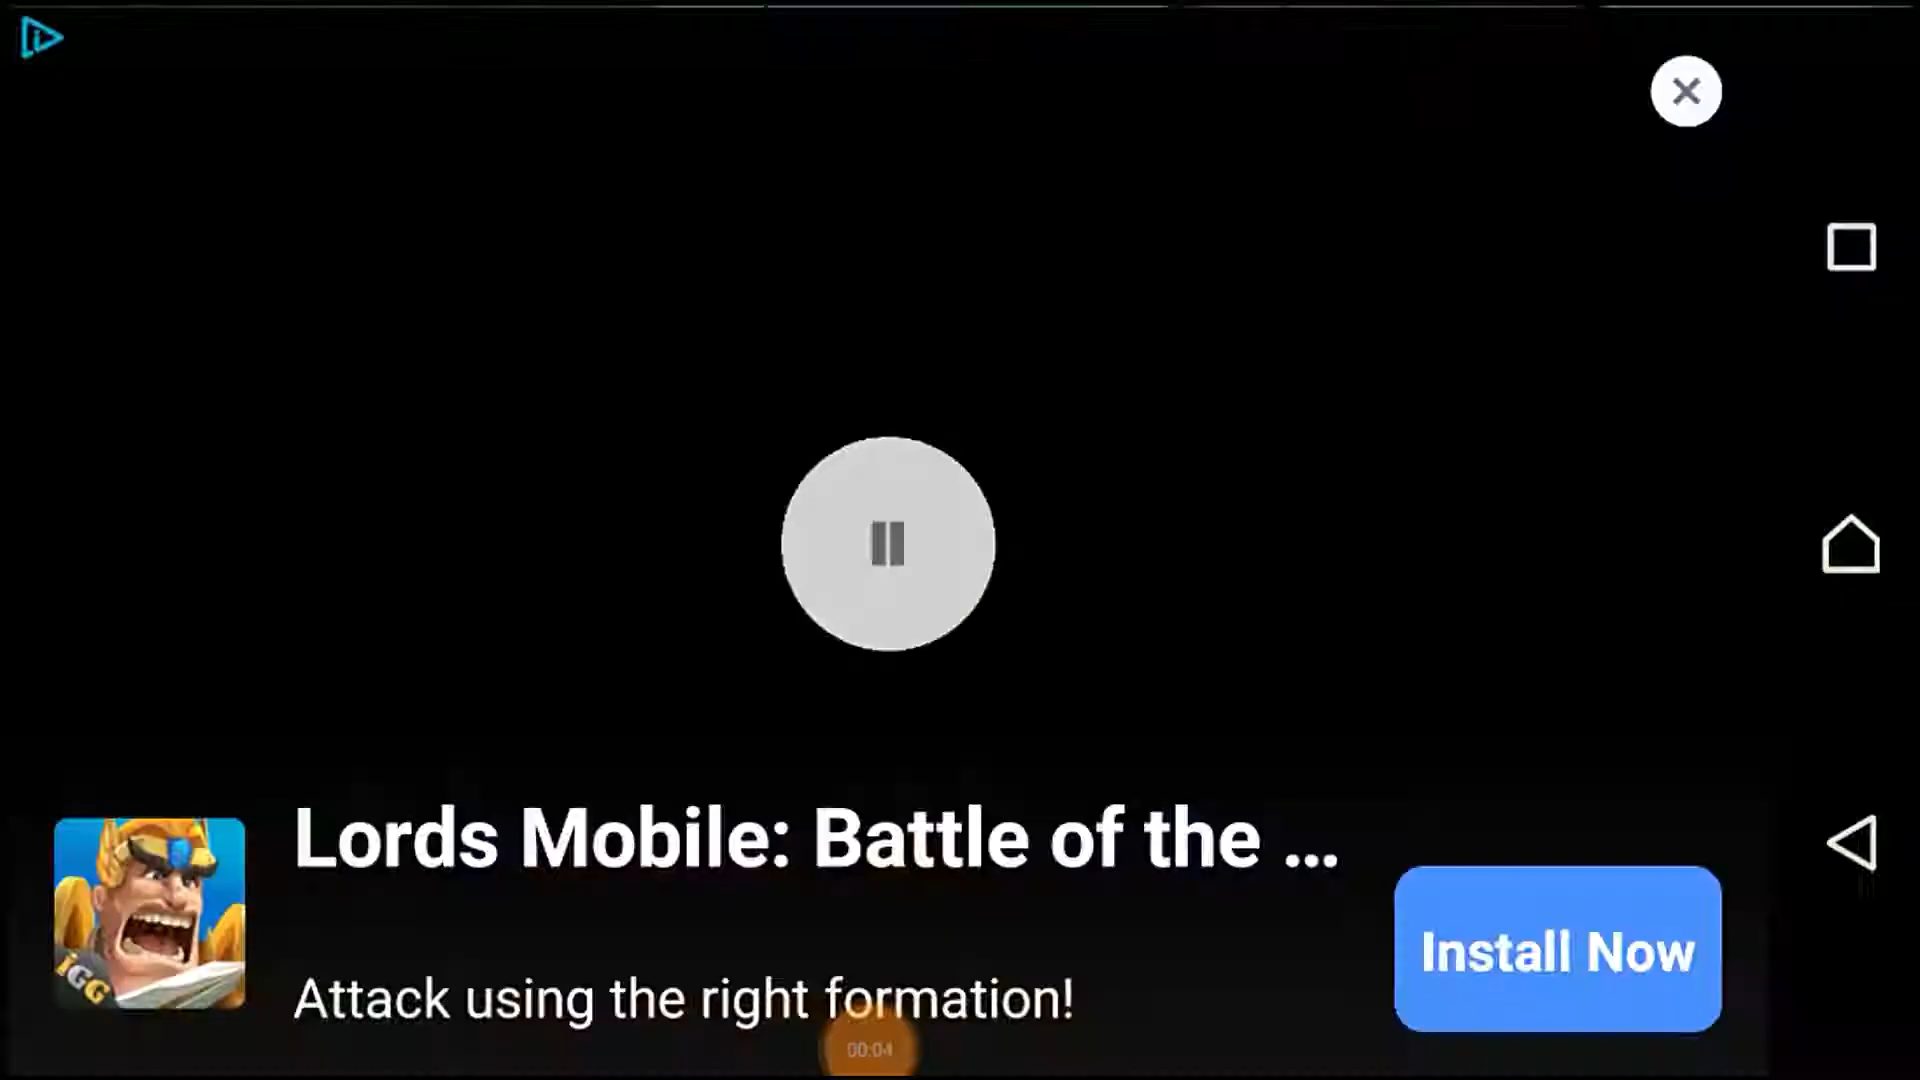 Lords Mobile: Battle of the ...
Attack using the right formation!
Install Now
IGG
00:04